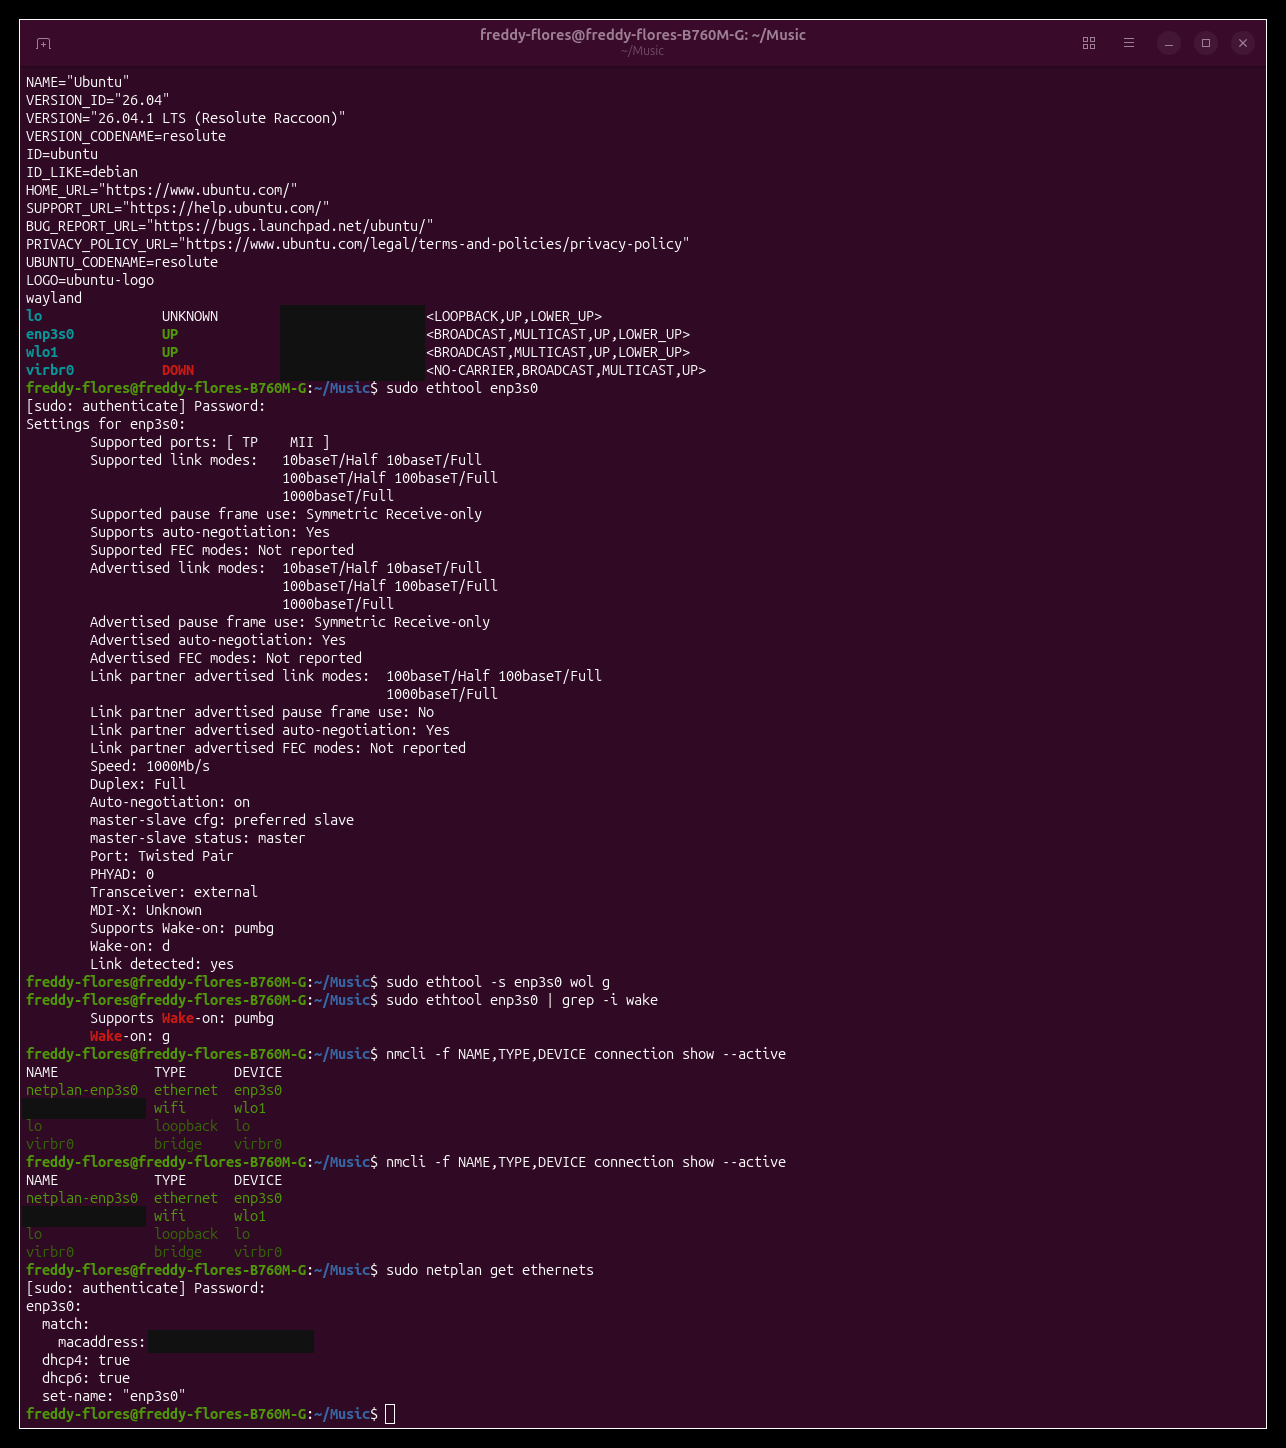 freddy-flores@freddy-flores-B760M-G: ~/Music
~/Music
NAME="Ubuntu"
VERSION_ID="26.04"
VERSION="26.04.1 LTS (Resolute Raccoon)"
VERSION_CODENAME=resolute
ID=ubuntu
ID_LIKE=debian
HOME_URL="https://www.ubuntu.com/"
SUPPORT_URL="https://help.ubuntu.com/"
BUG_REPORT_URL="https://bugs.launchpad.net/ubuntu/"
PRIVACY_POLICY_URL="https://www.ubuntu.com/legal/terms-and-policies/privacy-policy"
UBUNTU_CODENAME=resolute
LOGO=ubuntu-logo
wayland
lo               UNKNOWN        <LOOPBACK,UP,LOWER_UP>
enp3s0           UP             <BROADCAST,MULTICAST,UP,LOWER_UP>
wlo1             UP             <BROADCAST,MULTICAST,UP,LOWER_UP>
virbr0           DOWN           <NO-CARRIER,BROADCAST,MULTICAST,UP>
freddy-flores@freddy-flores-B760M-G:~/Music$ sudo ethtool enp3s0
[sudo: authenticate] Password:
Settings for enp3s0:
        Supported ports: [ TP    MII ]
        Supported link modes:   10baseT/Half 10baseT/Full
                                100baseT/Half 100baseT/Full
                                1000baseT/Full
        Supported pause frame use: Symmetric Receive-only
        Supports auto-negotiation: Yes
        Supported FEC modes: Not reported
        Advertised link modes:  10baseT/Half 10baseT/Full
                                100baseT/Half 100baseT/Full
                                1000baseT/Full
        Advertised pause frame use: Symmetric Receive-only
        Advertised auto-negotiation: Yes
        Advertised FEC modes: Not reported
        Link partner advertised link modes:  100baseT/Half 100baseT/Full
                                             1000baseT/Full
        Link partner advertised pause frame use: No
        Link partner advertised auto-negotiation: Yes
        Link partner advertised FEC modes: Not reported
        Speed: 1000Mb/s
        Duplex: Full
        Auto-negotiation: on
        master-slave cfg: preferred slave
        master-slave status: master
        Port: Twisted Pair
        PHYAD: 0
        Transceiver: external
        MDI-X: Unknown
        Supports Wake-on: pumbg
        Wake-on: d
        Link detected: yes
freddy-flores@freddy-flores-B760M-G:~/Music$ sudo ethtool -s enp3s0 wol g
freddy-flores@freddy-flores-B760M-G:~/Music$ sudo ethtool enp3s0 | grep -i wake
        Supports Wake-on: pumbg
        Wake-on: g
freddy-flores@freddy-flores-B760M-G:~/Music$ nmcli -f NAME,TYPE,DEVICE connection show --active
NAME            TYPE      DEVICE
netplan-enp3s0  ethernet  enp3s0
                wifi      wlo1
lo              loopback  lo
virbr0          bridge    virbr0
freddy-flores@freddy-flores-B760M-G:~/Music$ nmcli -f NAME,TYPE,DEVICE connection show --active
NAME            TYPE      DEVICE
netplan-enp3s0  ethernet  enp3s0
                wifi      wlo1
lo              loopback  lo
virbr0          bridge    virbr0
freddy-flores@freddy-flores-B760M-G:~/Music$ sudo netplan get ethernets
[sudo: authenticate] Password:
enp3s0:
  match:
    macaddress:
  dhcp4: true
  dhcp6: true
  set-name: "enp3s0"
freddy-flores@freddy-flores-B760M-G:~/Music$